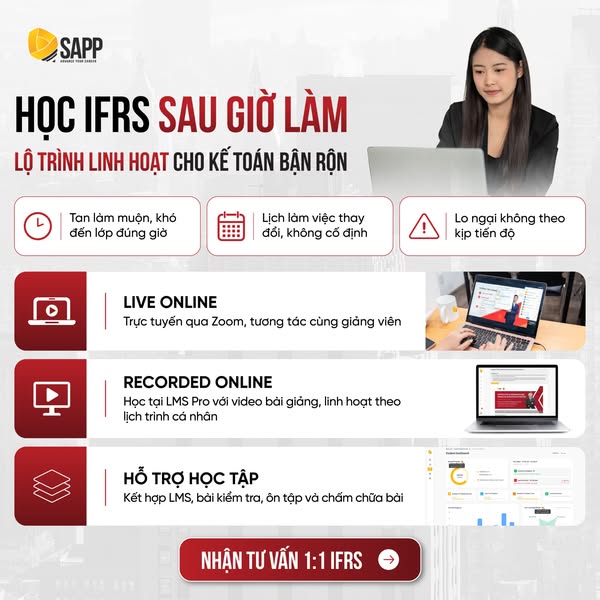 SAPP
ADVANCE YOUR CAREER
HỌC IFRS SAU GIỜ LÀM
LỘ TRÌNH LINH HOẠT CHO KẾ TOÁN BẬN RỘN
Tan làm muộn, khó
đến lớp đúng giờ
Lịch làm việc thay
đổi, không cố định
Lo ngại không theo
kịp tiến độ
LIVE ONLINE
Trực tuyến qua Zoom, tương tác cùng giảng viên
RECORDED ONLINE
Học tại LMS Pro với video bài giảng, linh hoạt theo
lịch trình cá nhân
HỖ TRỢ HỌC TẬP
Kết hợp LMS, bài kiểm tra, ôn tập và chấm chữa bài
NHẬN TƯ VẤN 1:1 IFRS